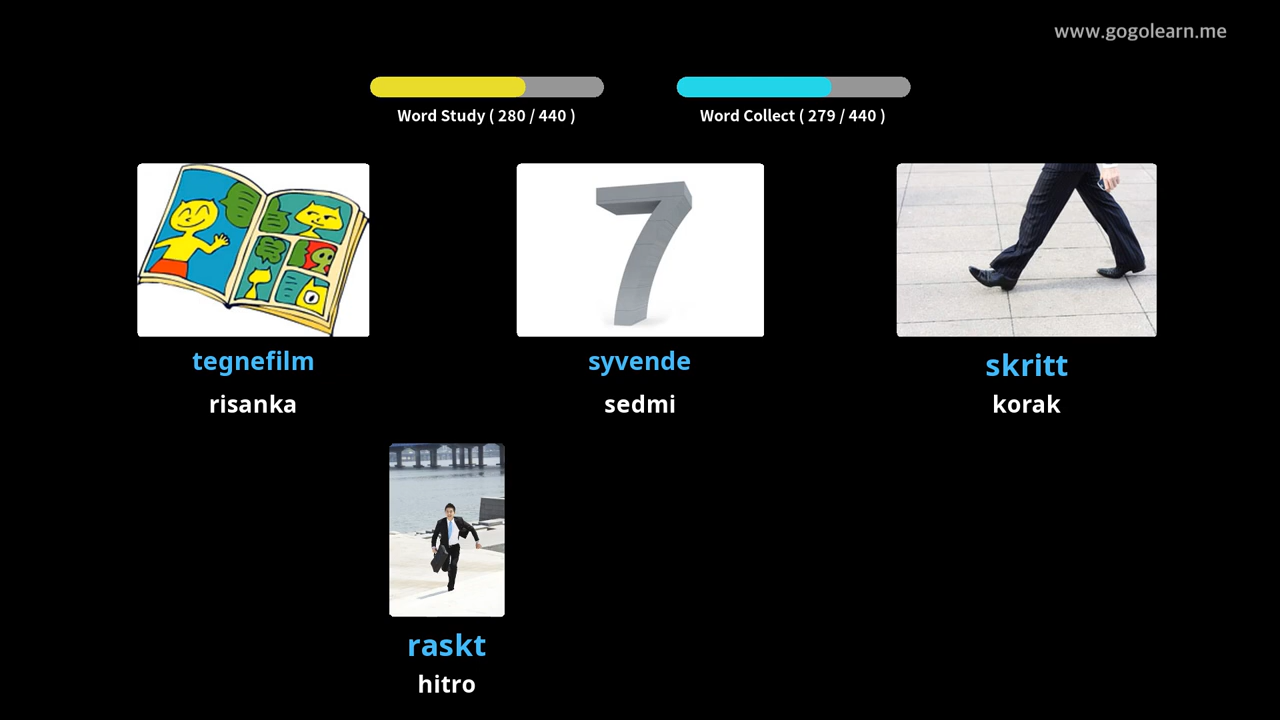 www.gogolearn.me
Word Study ( 280 / 440 )
Word Collect ( 279 / 440 )
7
tegnefilm
syvende
skritt
risanka
sedmi
korak
raskt
hitro